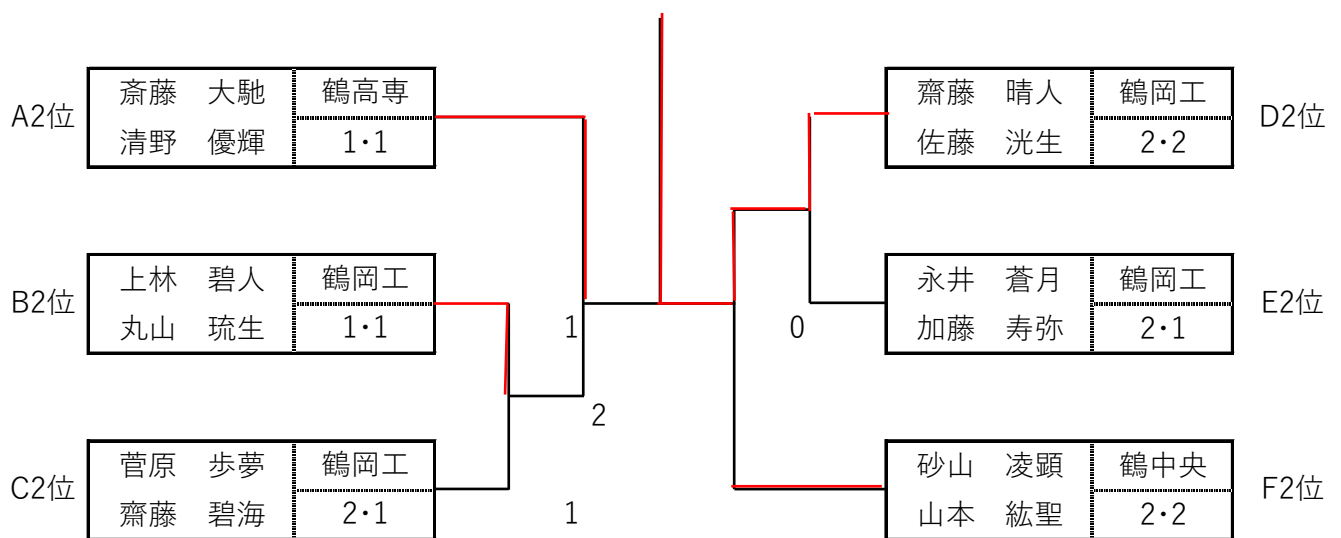 A2位
斎藤 大馳 鶴高専
清野 優輝 1・1
B2位
上林 碧人 鶴岡工
丸山 琉生 1・1
C2位
菅原 歩夢 鶴岡工
齋藤 碧海 2・1
1
2
1
0
齋藤 晴人 鶴岡工
佐藤 洸生 2・2
D2位
永井 蒼月 鶴岡工
加藤 寿弥 2・1
E2位
砂山 凌顕 鶴中央
山本 紘聖 2・2
F2位